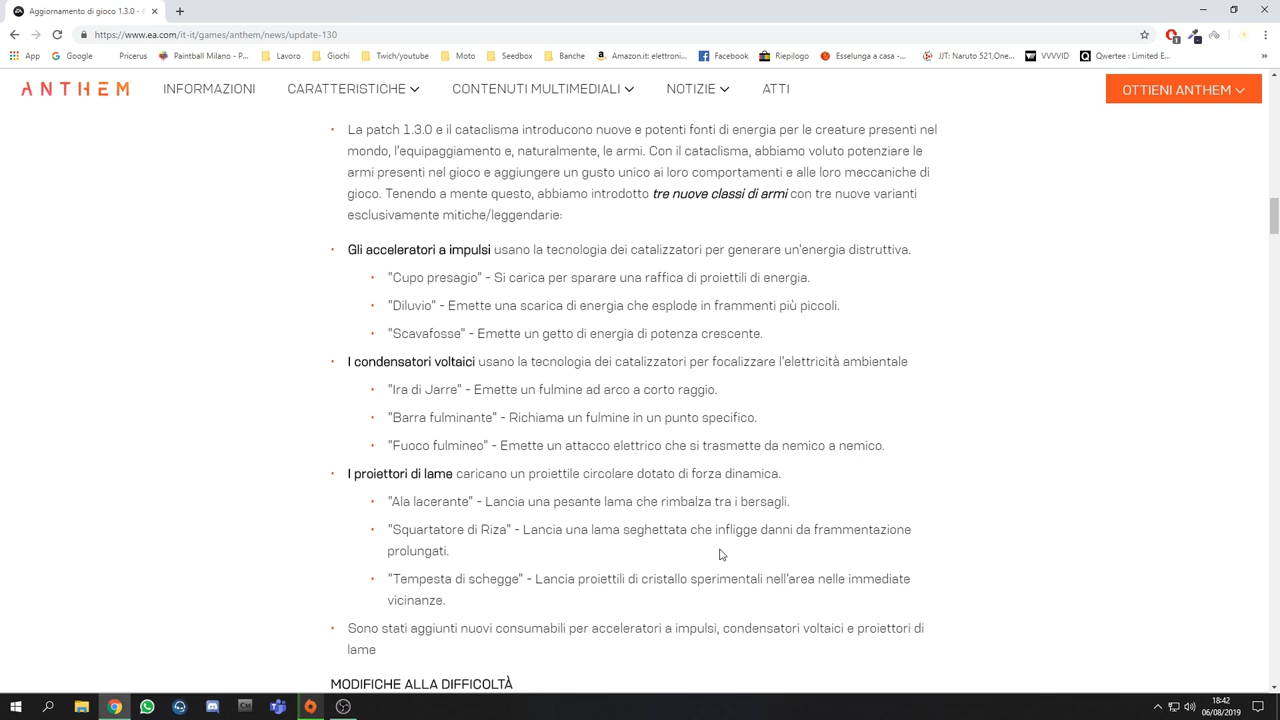 Aggiornamento di gioco 1.3.0 - E
https://www.ea.com/it-it/games/anthem/news/update-130
App Google Pricerus Paintball Milano - P... Lavoro Giochi Twich/youtube Moto Seedbox Banche Amazon.it: elettroni... Facebook Riepilogo Esselunga a casa -... JJT: Naruto 521,One... VVVVID Qwertee : Limited E...
ANTHEM INFORMAZIONI CARATTERISTICHE CONTENUTI MULTIMEDIALI NOTIZIE ATTI OTTIENI ANTHEM
• La patch 1.3.0 e il cataclisma introducono nuove e potenti fonti di energia per le creature presenti nel
mondo, l'equipaggiamento e, naturalmente, le armi. Con il cataclisma, abbiamo voluto potenziare le
armi presenti nel gioco e aggiungere un gusto unico ai loro comportamenti e alle loro meccaniche di
gioco. Tenendo a mente questo, abbiamo introdotto tre nuove classi di armi con tre nuove varianti
esclusivamente mitiche/leggendarie:
• Gli acceleratori a impulsi usano la tecnologia dei catalizzatori per generare un'energia distruttiva.
• "Cupo presagio" - Si carica per sparare una raffica di proiettili di energia.
• "Diluvio" - Emette una scarica di energia che esplode in frammenti più piccoli.
• "Scavafosse" - Emette un getto di energia di potenza crescente.
• I condensatori voltaici usano la tecnologia dei catalizzatori per focalizzare l'elettricità ambientale
• "Ira di Jarre" - Emette un fulmine ad arco a corto raggio.
• "Barra fulminante" - Richiama un fulmine in un punto specifico.
• "Fuoco fulmineo" - Emette un attacco elettrico che si trasmette da nemico a nemico.
• I proiettori di lame caricano un proiettile circolare dotato di forza dinamica.
• "Ala lacerante" - Lancia una pesante lama che rimbalza tra i bersagli.
• "Squartatore di Riza" - Lancia una lama seghettata che infligge danni da frammentazione
prolungati.
• "Tempesta di schegge" - Lancia proiettili di cristallo sperimentali nell'area nelle immediate
vicinanze.
• Sono stati aggiunti nuovi consumabili per acceleratori a impulsi, condensatori voltaici e proiettori di
lame
MODIFICHE ALLA DIFFICOLTÀ
18:42
06/08/2019